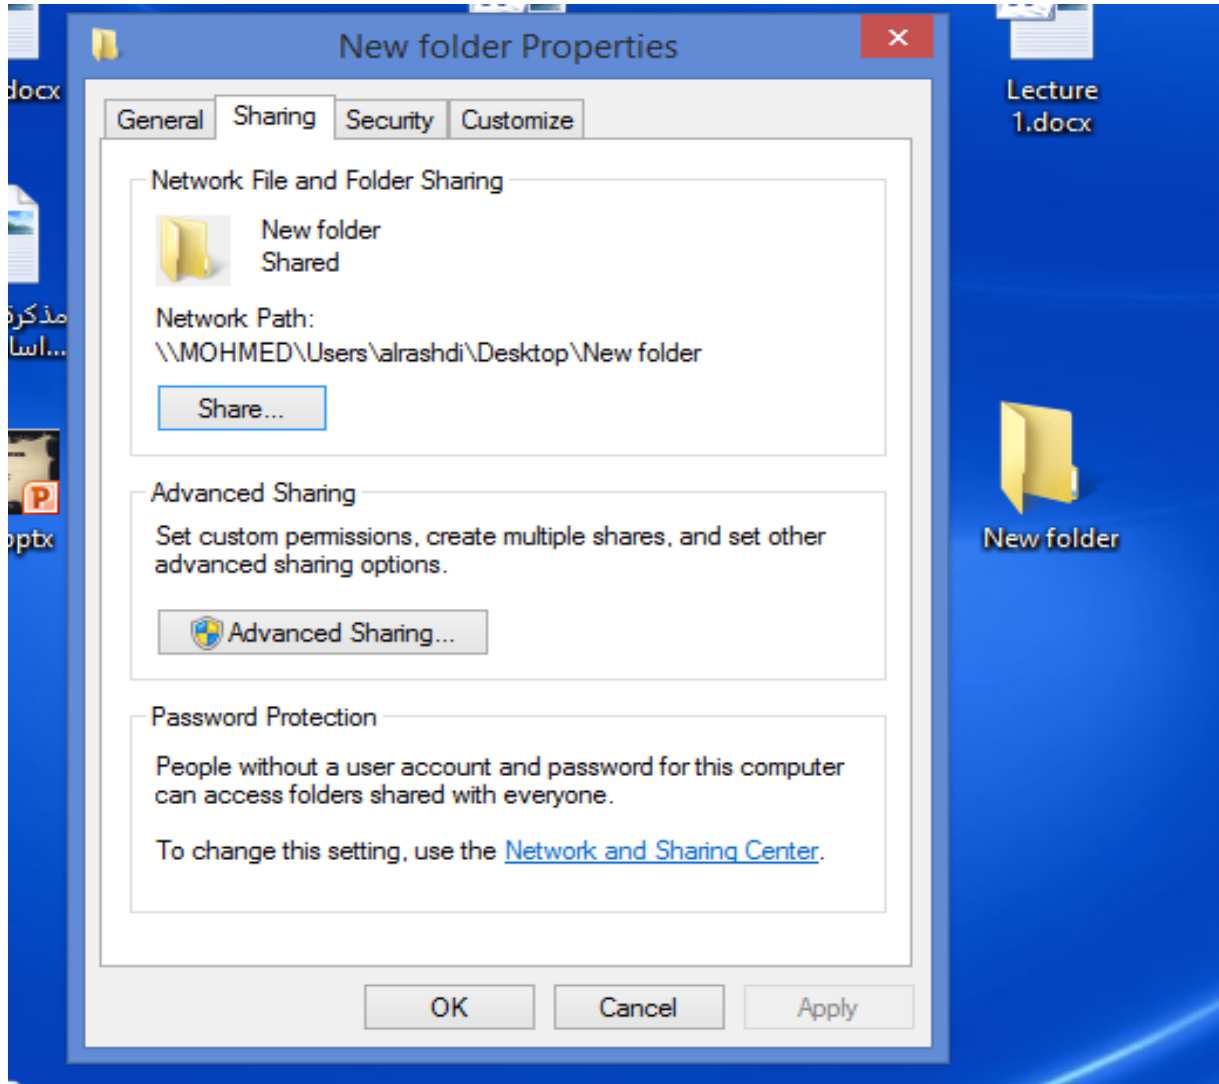 New folder Properties
docx
Lecture
1.docx
General Sharing Security Customize
Network File and Folder Sharing
New folder
Shared
Network Path:
\\MOHMED\Users\alrashdi\Desktop\New folder
Share...
مذكرة
اسا...
Advanced Sharing
Set custom permissions, create multiple shares, and set other
advanced sharing options.
Advanced Sharing...
pptx
New folder
Password Protection
People without a user account and password for this computer
can access folders shared with everyone.
To change this setting, use the Network and Sharing Center.
OK Cancel Apply